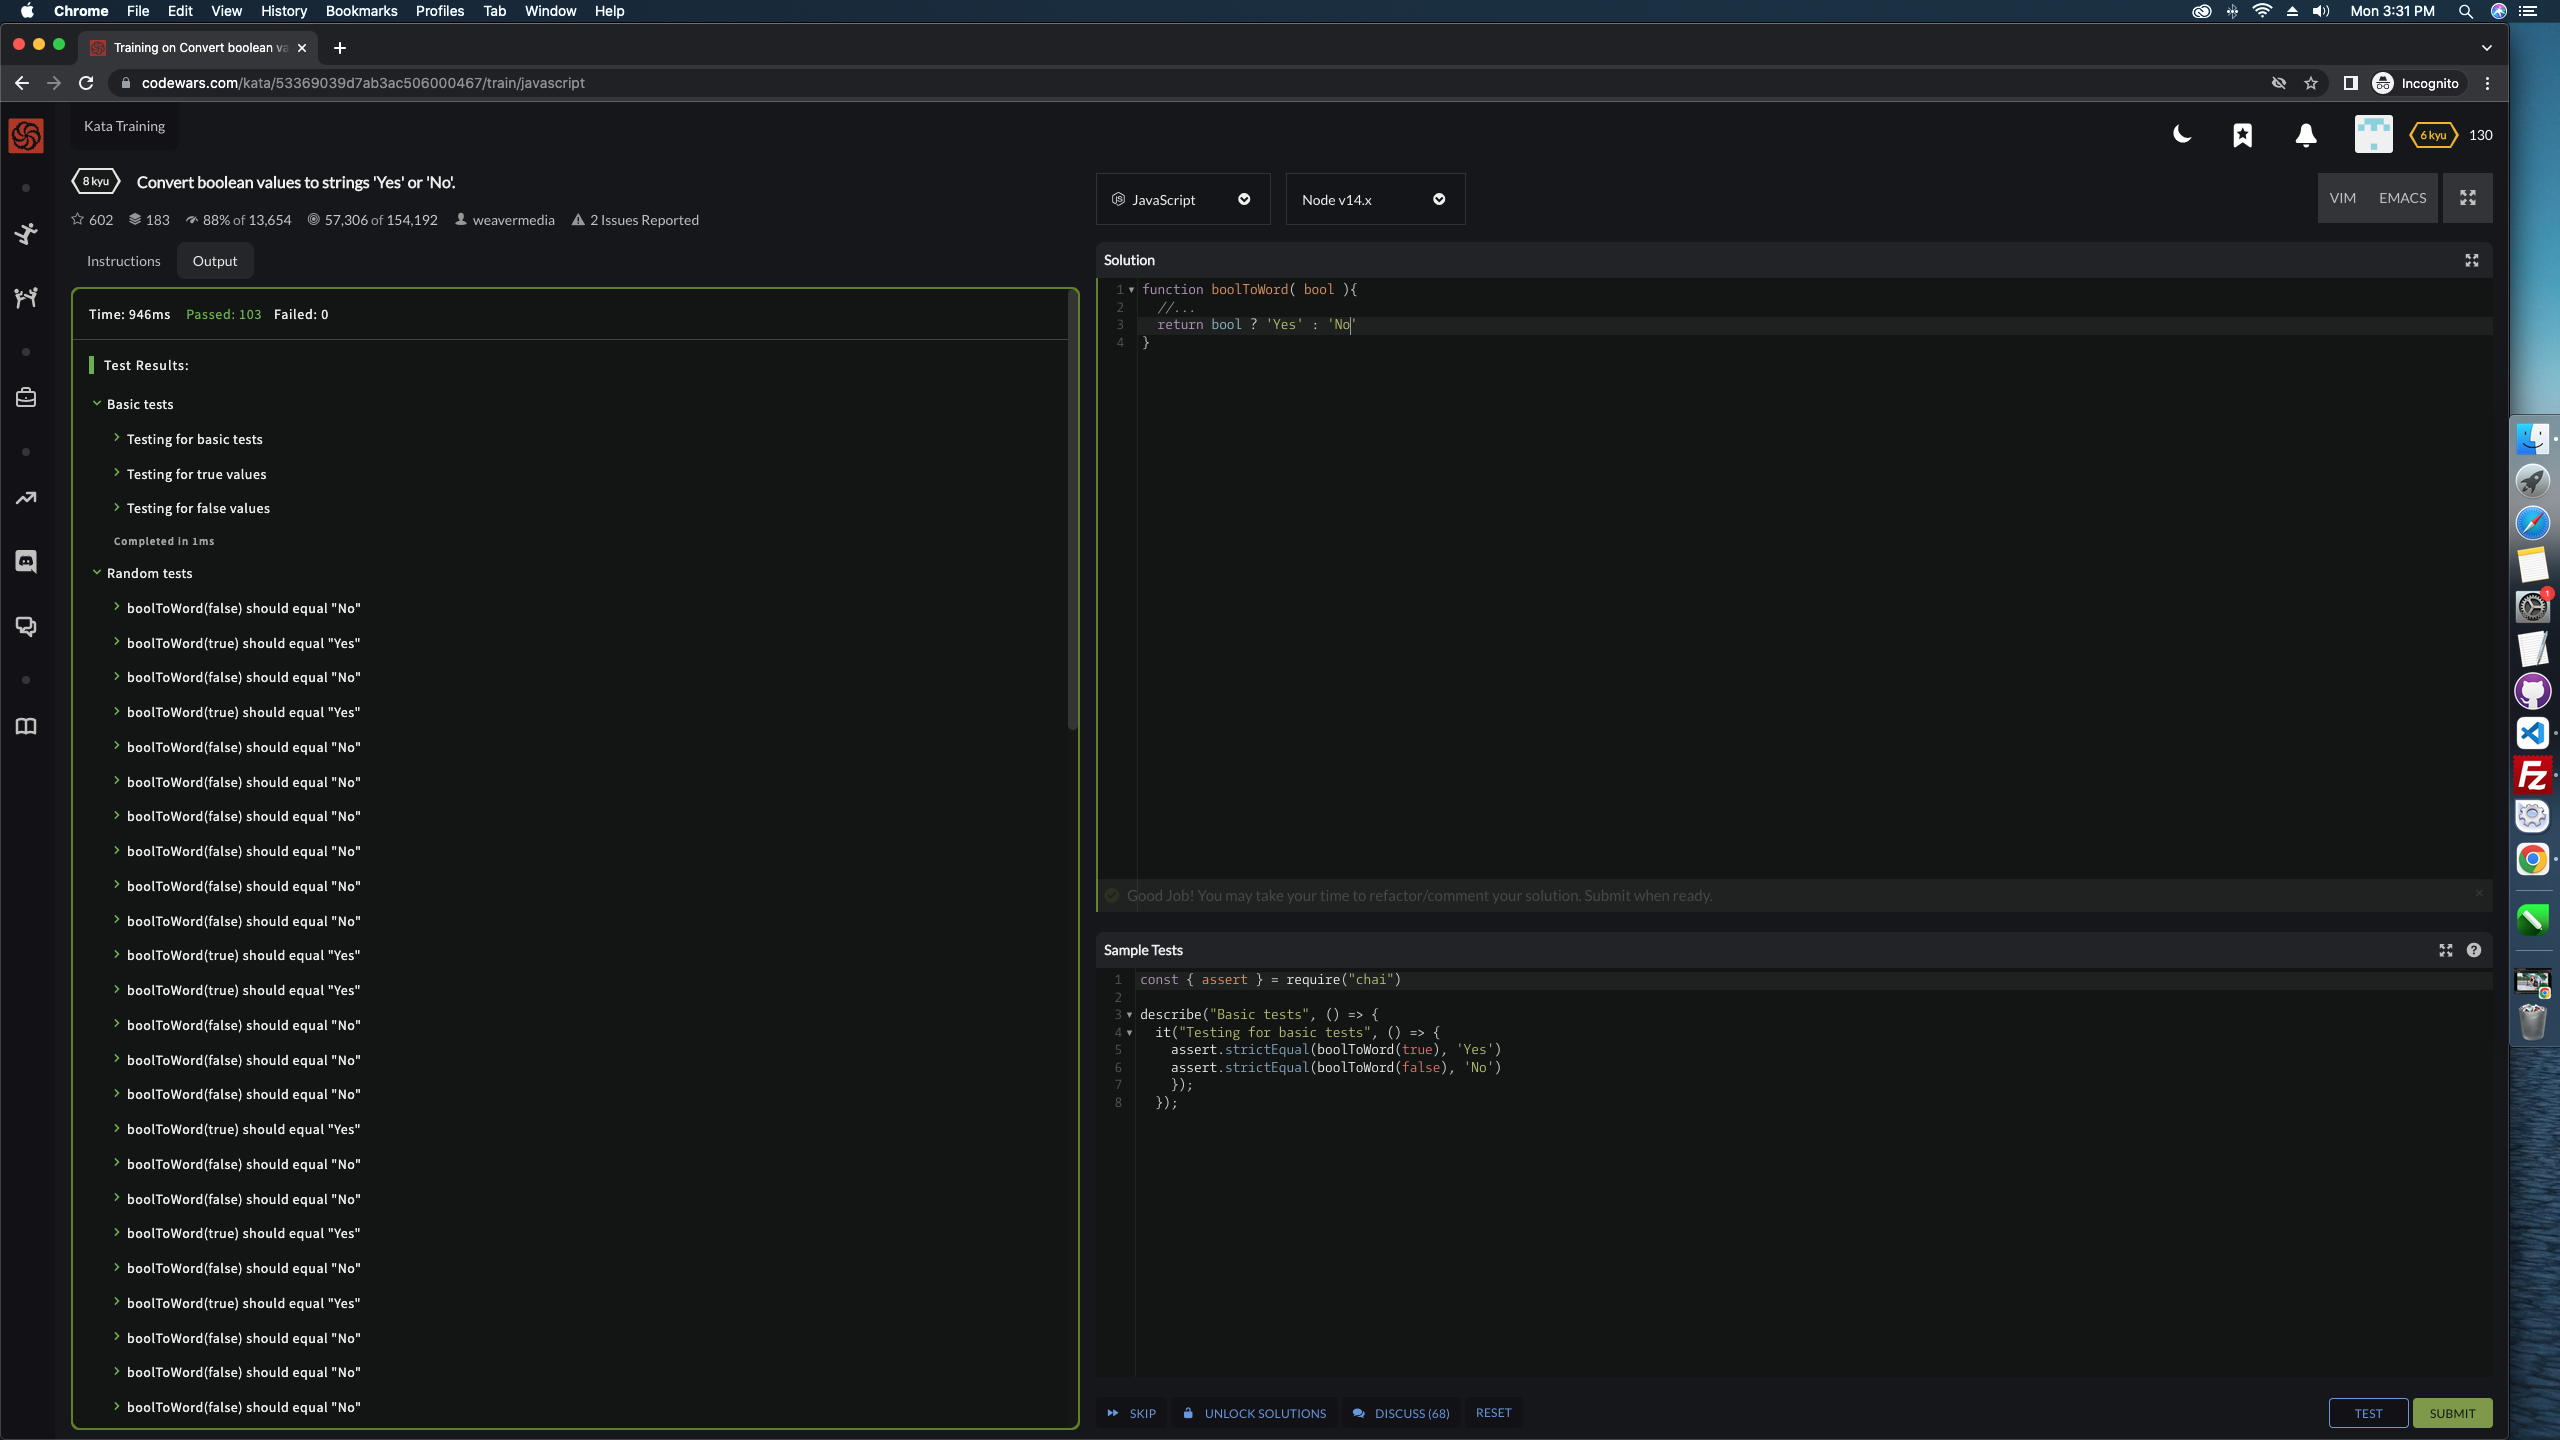 Chrome File Edit View History Bookmarks Profiles Tab Window Help
Mon 3:31 PM
Training on Convert boolean va
codewars.com/kata/53369039d7ab3ac506000467/train/javascript
Incognito
Kata Training
6 kyu 130
8 kyu Convert boolean values to strings 'Yes' or 'No'.
602 183 88% of 13,654 57,306 of 154,192 weavermedia 2 Issues Reported
JavaScript
Node v14.x
VIM EMACS
Instructions Output
Time: 946ms Passed: 103 Failed: 0
Test Results:
Basic tests
Testing for basic tests
Testing for true values
Testing for false values
Completed in 1ms
Random tests
boolToWord(false) should equal "No"
boolToWord(true) should equal "Yes"
boolToWord(false) should equal "No"
boolToWord(true) should equal "Yes"
boolToWord(false) should equal "No"
boolToWord(false) should equal "No"
boolToWord(false) should equal "No"
boolToWord(false) should equal "No"
boolToWord(false) should equal "No"
boolToWord(false) should equal "No"
boolToWord(true) should equal "Yes"
boolToWord(true) should equal "Yes"
boolToWord(false) should equal "No"
boolToWord(false) should equal "No"
boolToWord(false) should equal "No"
boolToWord(true) should equal "Yes"
boolToWord(false) should equal "No"
boolToWord(false) should equal "No"
boolToWord(true) should equal "Yes"
boolToWord(false) should equal "No"
boolToWord(true) should equal "Yes"
boolToWord(false) should equal "No"
boolToWord(false) should equal "No"
boolToWord(false) should equal "No"
Solution
1 function boolToWord( bool ){
2 //...
3 return bool ? 'Yes' : 'No'
4 }
Good Job! You may take your time to refactor/comment your solution. Submit when ready.
Sample Tests
1 const { assert } = require("chai")
2
3 describe("Basic tests", () => {
4 it("Testing for basic tests", () => {
5 assert.strictEqual(boolToWord(true), 'Yes')
6 assert.strictEqual(boolToWord(false), 'No')
7 });
8 });
SKIP UNLOCK SOLUTIONS DISCUSS (68) RESET
TEST SUBMIT
1
Fz